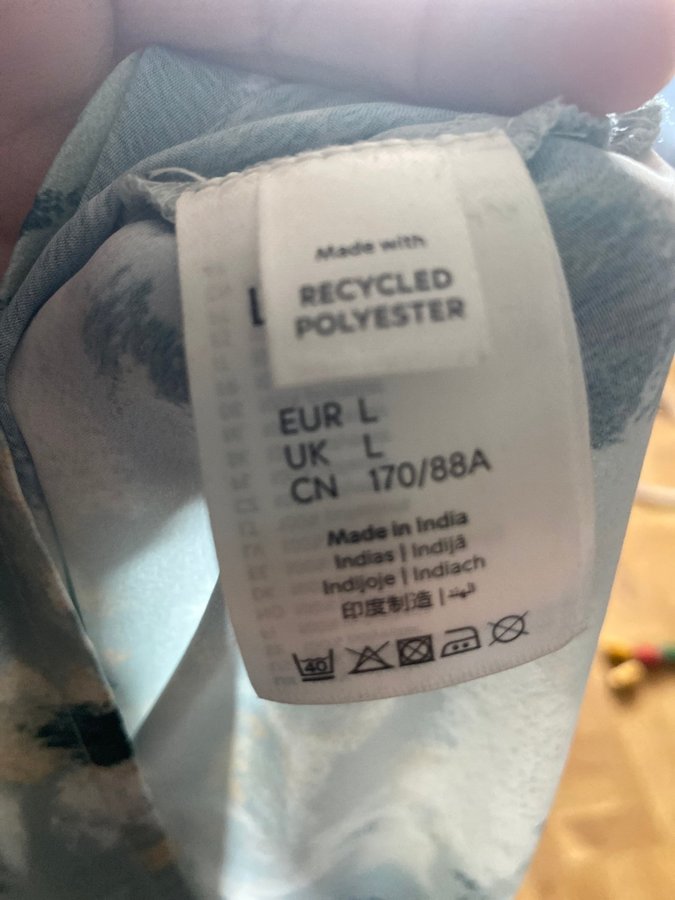 Made with
RECYCLED
POLYESTER
L
EUR L
UK L
CN 170/88A
Made in India
Indias | Indijā
Indijoje | Indiach
印度制造 | الهند
40